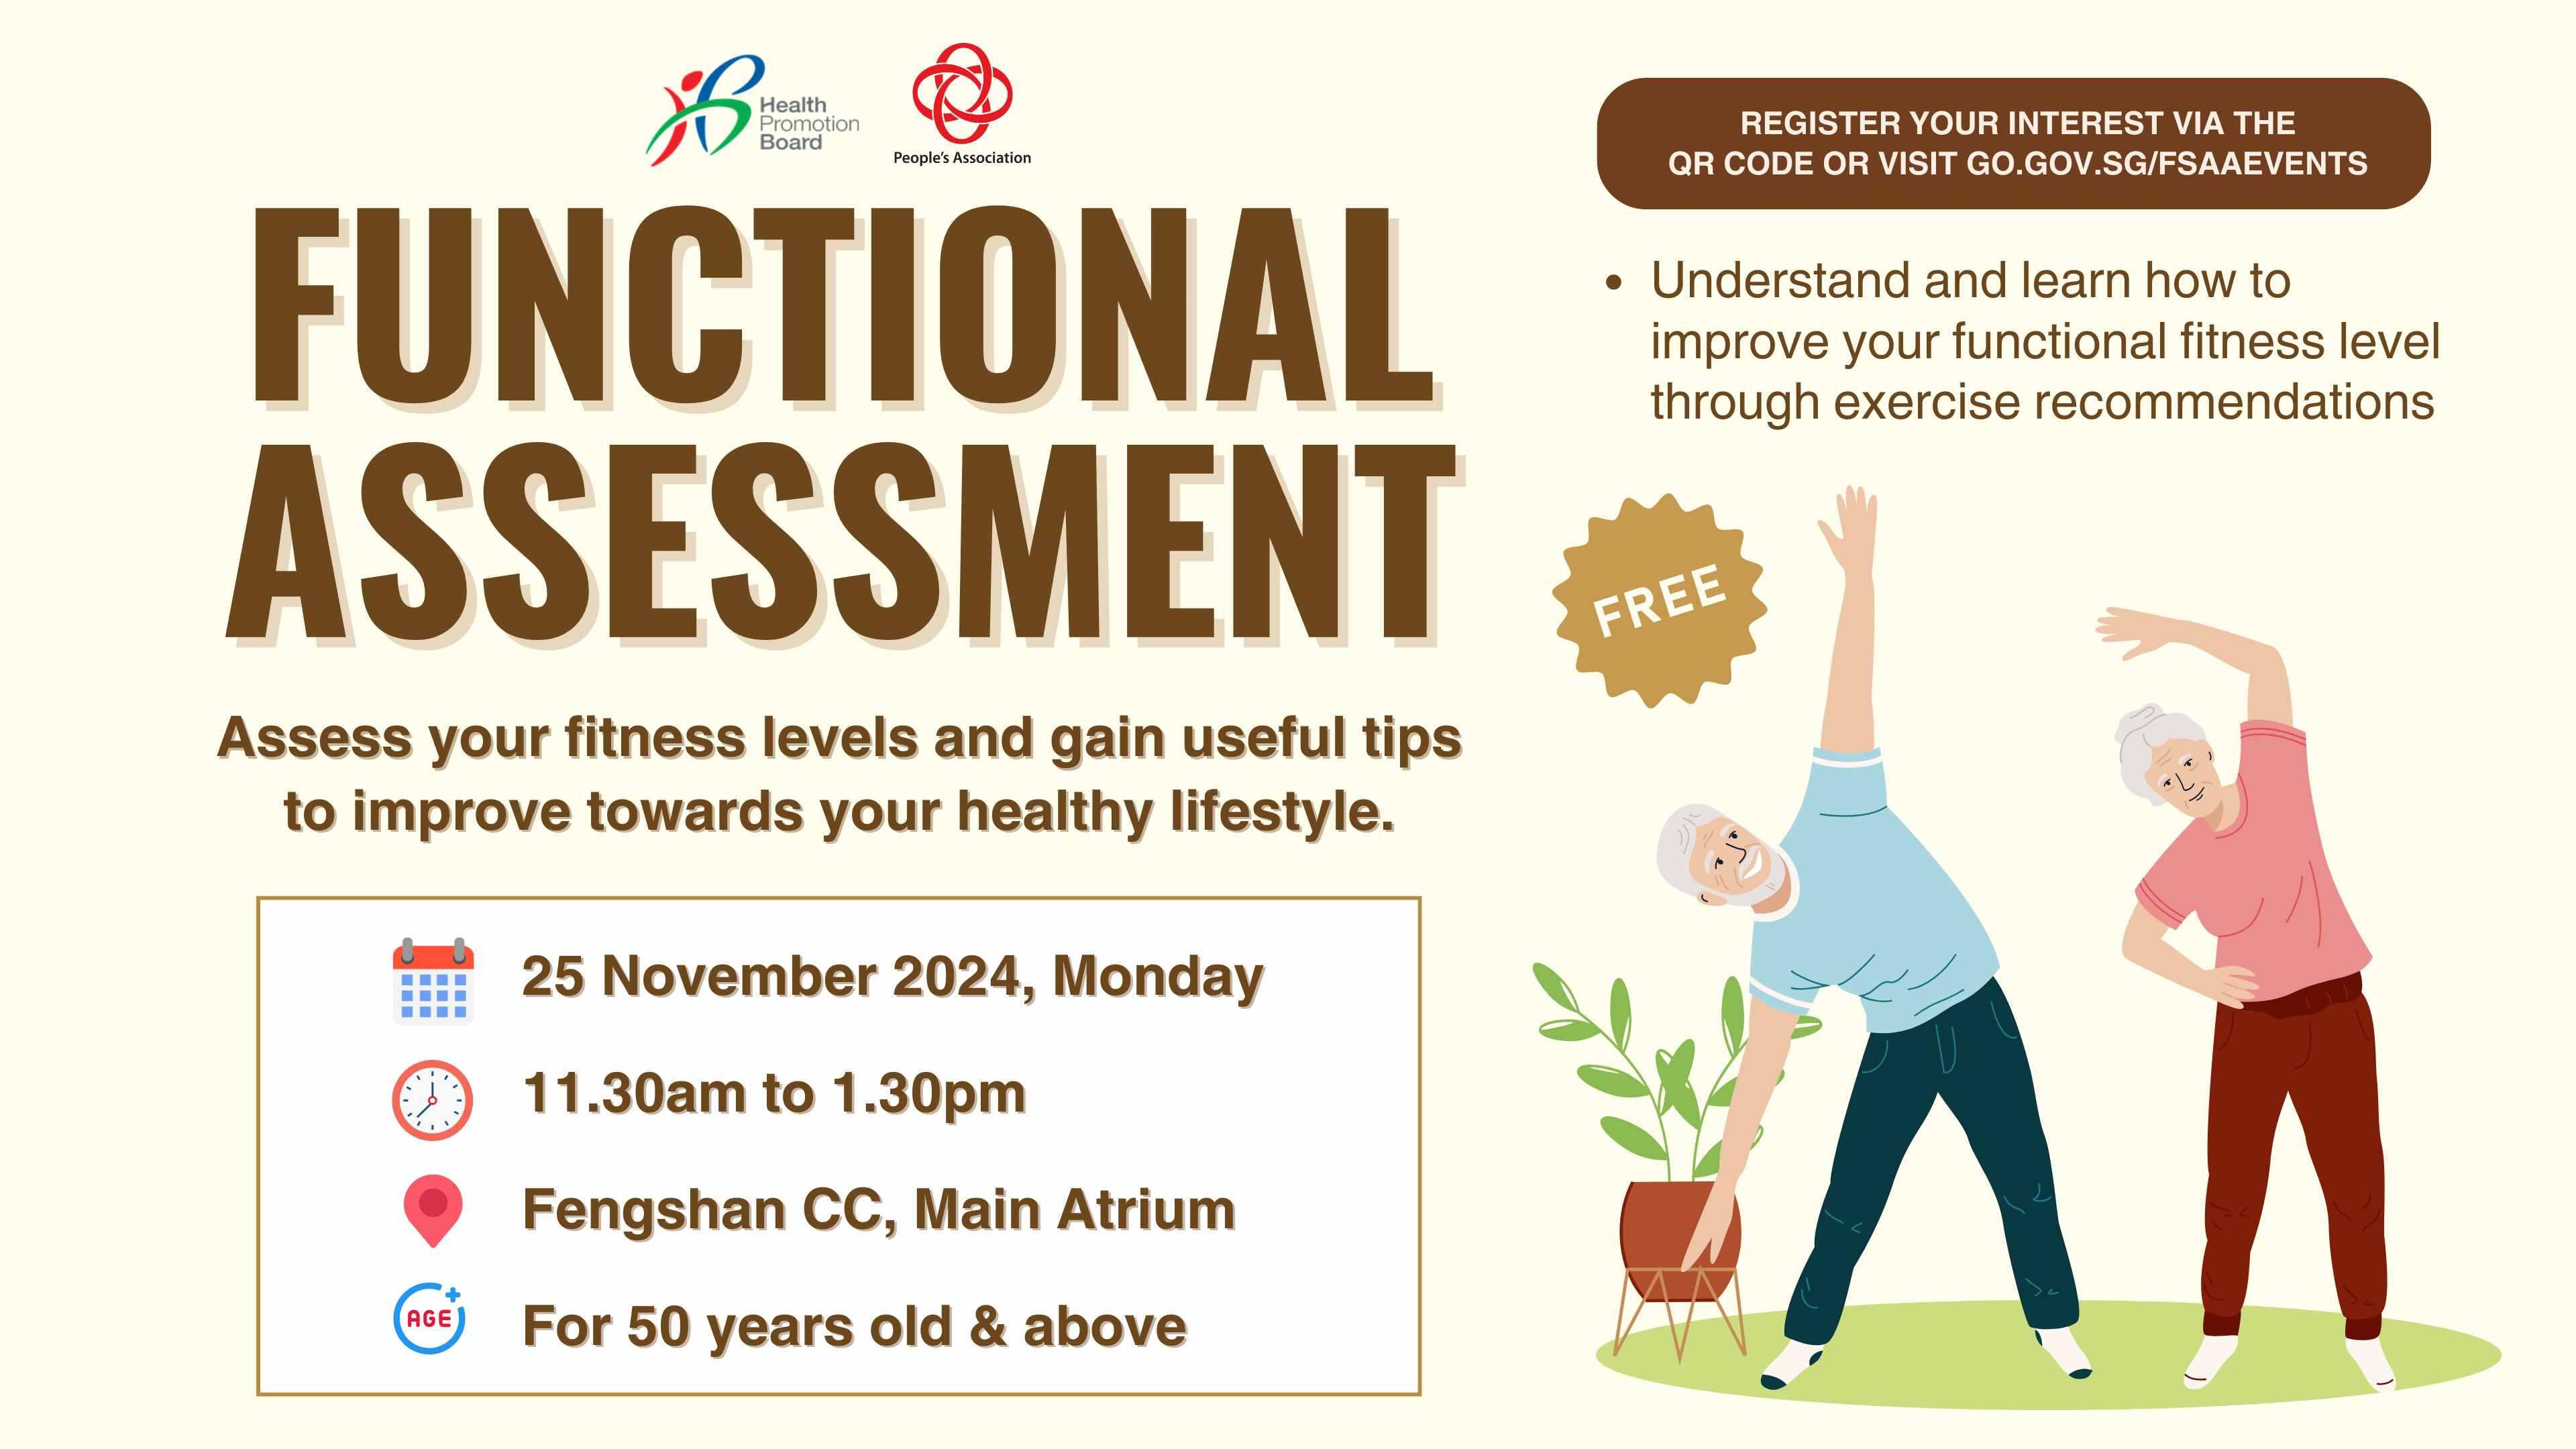 Health
Promotion
Board
People's Association
FUNCTIONAL
ASSESSMENT
Assess your fitness levels and gain useful tips
to improve towards your healthy lifestyle.
25 November 2024, Monday
11.30am to 1.30pm
Fengshan CC, Main Atrium
AGE+
For 50 years old & above
REGISTER YOUR INTEREST VIA THE
QR CODE OR VISIT GO.GOV.SG/FSAAEVENTS
• Understand and learn how to
improve your functional fitness level
through exercise recommendations
FREE